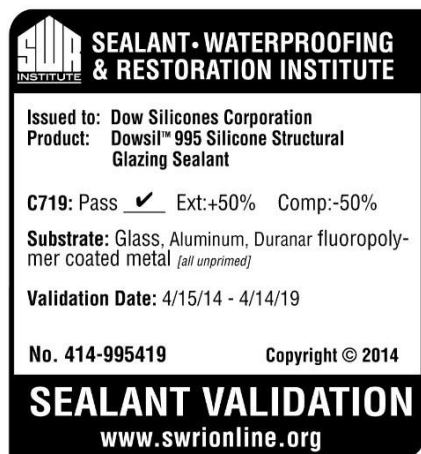 SWR
INSTITUTE
SEALANT • WATERPROOFING
& RESTORATION INSTITUTE
Issued to: Dow Silicones Corporation
Product: Dowsil™ 995 Silicone Structural
Glazing Sealant
C719: Pass ✔ Ext:+50% Comp:-50%
Substrate: Glass, Aluminum, Duranar fluoropoly-
mer coated metal [all unprimed]
Validation Date: 4/15/14 - 4/14/19
No. 414-995419 Copyright © 2014
SEALANT VALIDATION
www.swrionline.org